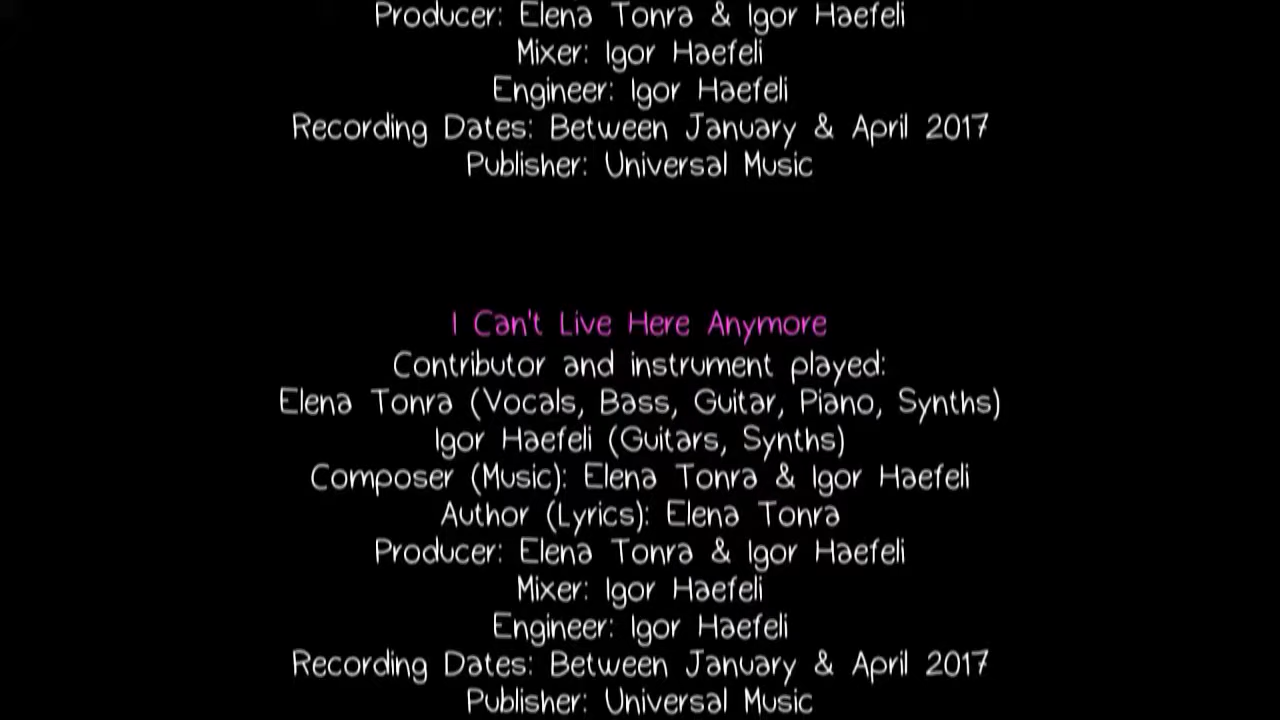 Producer: Elena Tonra & Igor Haefeli
Mixer: Igor Haefeli
Engineer: Igor Haefeli
Recording Dates: Between January & April 2017
Publisher: Universal Music
I Can't Live Here Anymore
Contributor and instrument played:
Elena Tonra (Vocals, Bass, Guitar, Piano, Synths)
Igor Haefeli (Guitars, Synths)
Composer (Music): Elena Tonra & Igor Haefeli
Author (Lyrics): Elena Tonra
Producer: Elena Tonra & Igor Haefeli
Mixer: Igor Haefeli
Engineer: Igor Haefeli
Recording Dates: Between January & April 2017
Publisher: Universal Music